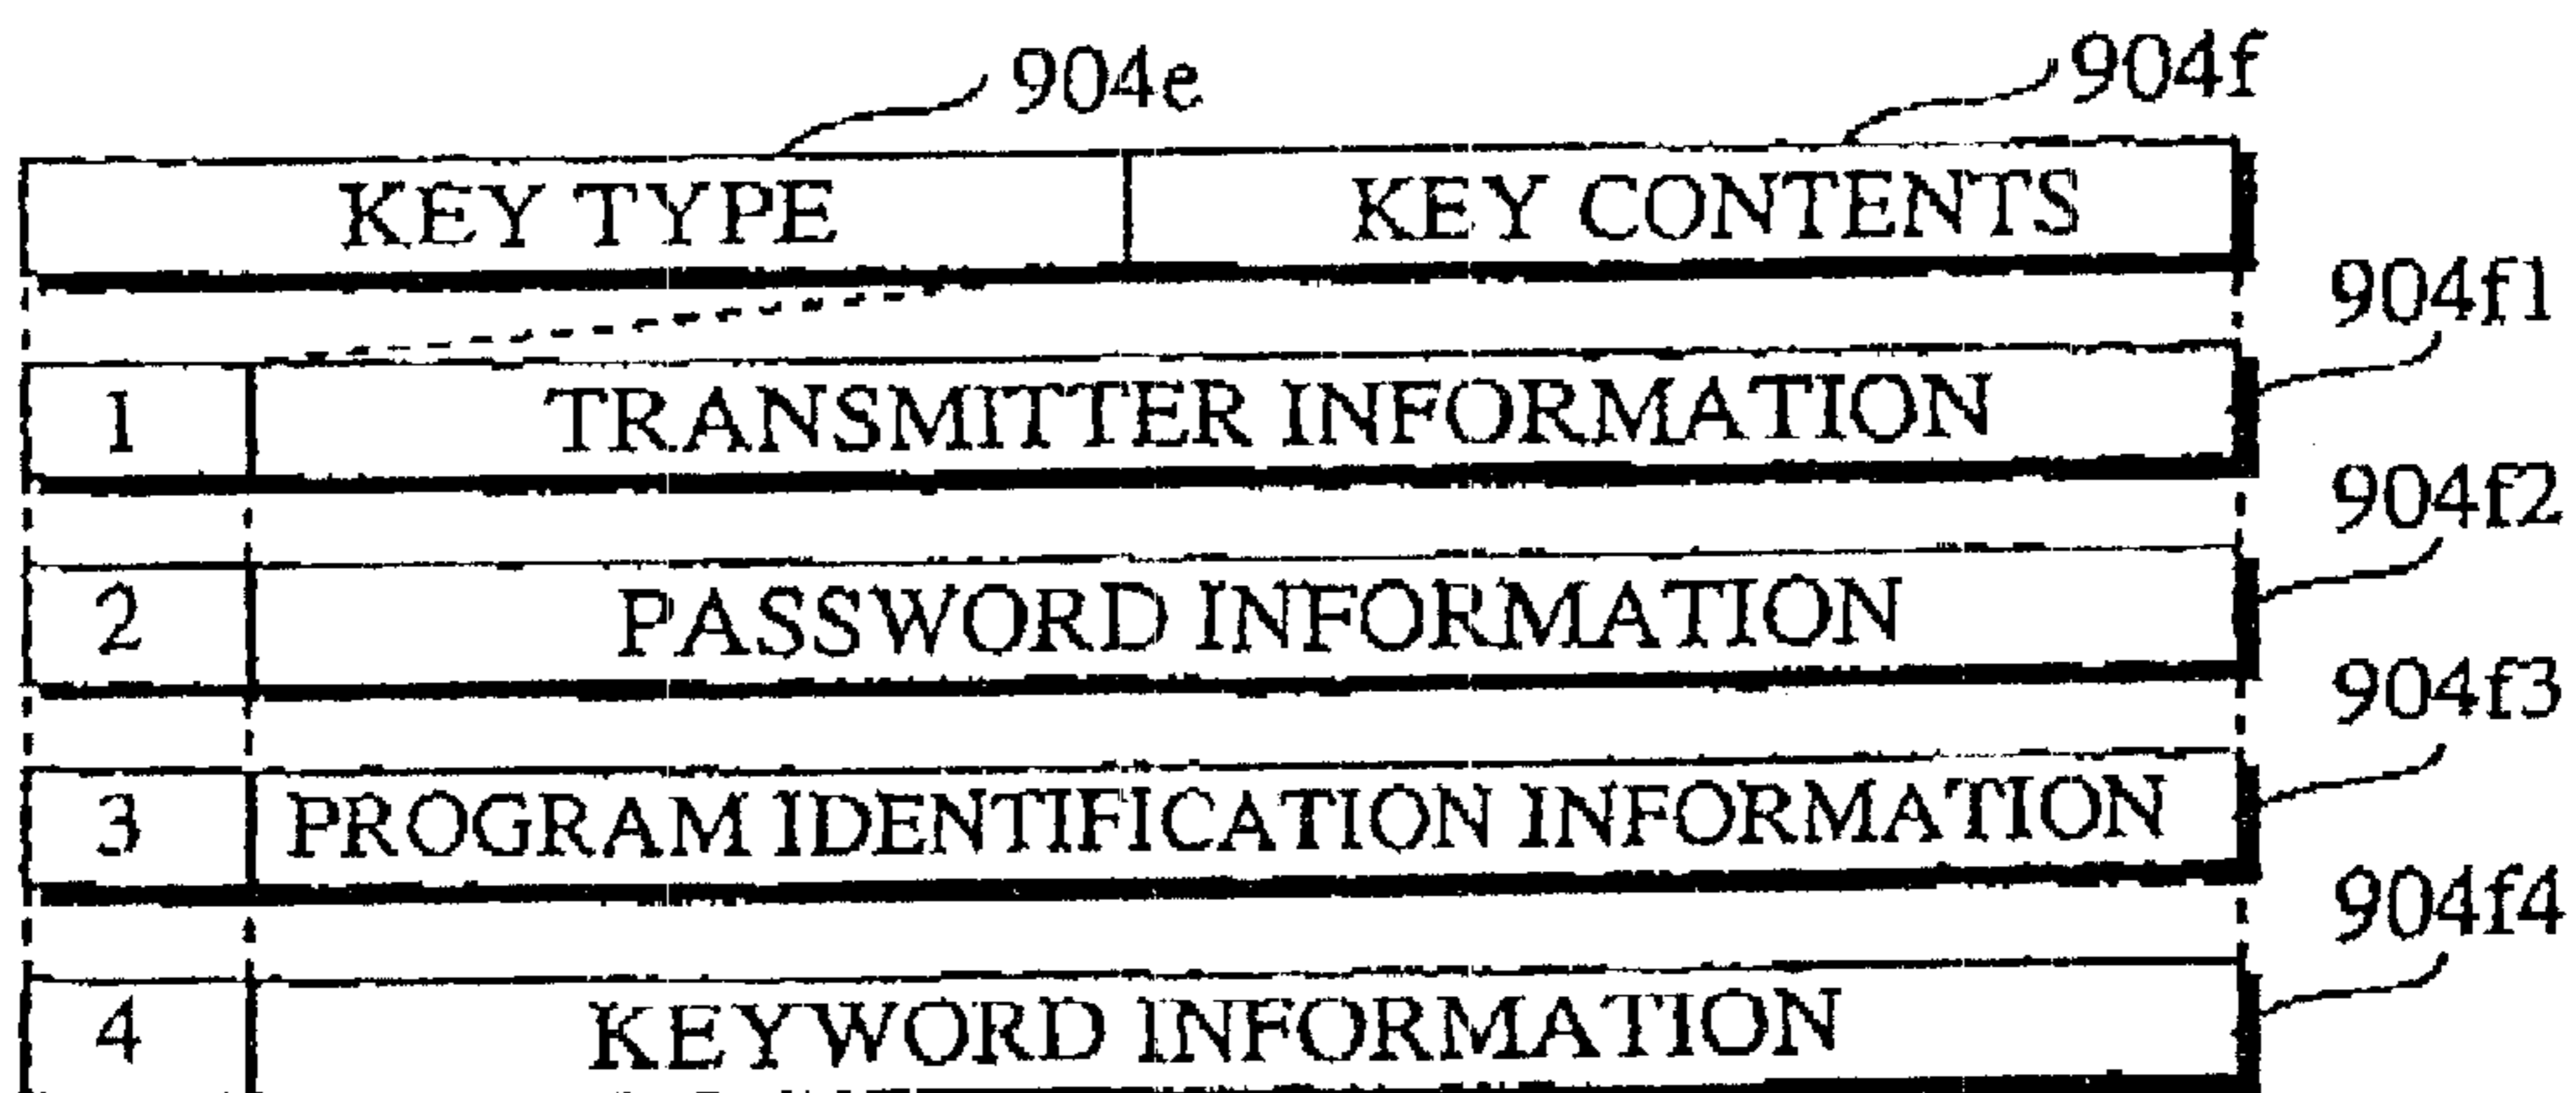 904e 904f
KEY TYPE KEY CONTENTS
904f1
1 TRANSMITTER INFORMATION
904f2
2 PASSWORD INFORMATION
904f3
3 PROGRAM IDENTIFICATION INFORMATION
904f4
4 KEYWORD INFORMATION